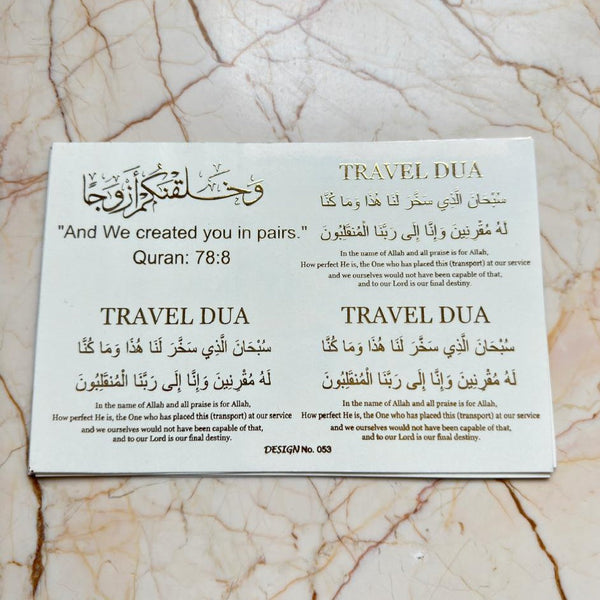 وَخَلَقْنَٰكُمْ أَزْوَٰجًا
"And We created you in pairs."
Quran: 78:8
TRAVEL DUA
سُبْحَانَ الَّذِي سَخَّرَ لَنَا هٰذَا وَمَا كُنَّا
لَهُ مُقْرِنِينَ وَإِنَّا إِلَى رَبِّنَا الْمُنقَلِبُونَ
In the name of Allah and all praise is for Allah,
How perfect He is, the One who has placed this (transport) at our service
and we ourselves would not have been capable of that,
and to our Lord is our final destiny.
TRAVEL DUA
سُبْحَانَ الَّذِي سَخَّرَ لَنَا هٰذَا وَمَا كُنَّا
لَهُ مُقْرِنِينَ وَإِنَّا إِلَى رَبِّنَا الْمُنقَلِبُونَ
In the name of Allah and all praise is for Allah,
How perfect He is, the One who has placed this (transport) at our service
and we ourselves would not have been capable of that,
and to our Lord is our final destiny.
TRAVEL DUA
سُبْحَانَ الَّذِي سَخَّرَ لَنَا هٰذَا وَمَا كُنَّا
لَهُ مُقْرِنِينَ وَإِنَّا إِلَى رَبِّنَا الْمُنقَلِبُونَ
In the name of Allah and all praise is for Allah,
How perfect He is, the One who has placed this (transport) at our service
and we ourselves would not have been capable of that,
and to our Lord is our final destiny.
DESIGN No. 053